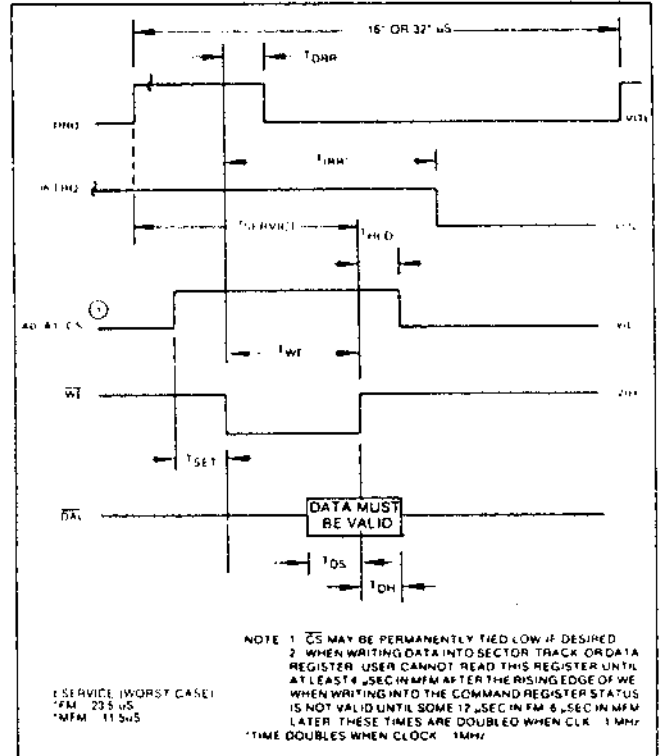 16* OR 32* uS
TDRR
DRQ
VOL
TIRR
INTRQ
VOL
TSERVICE
THLD
A0, A1, CS 1
VIL
TWE
WE
TSET
DAL
DATA MUST
BE VALID
TDS
TDH
NOTE 1 CS MAY BE PERMANENTLY TIED LOW IF DESIRED
2 WHEN WRITING DATA INTO SECTOR TRACK OR DATA
REGISTER USER CANNOT READ THIS REGISTER UNTIL
AT LEAST 4 µSEC IN MFM AFTER THE RISING EDGE OF WE
WHEN WRITING INTO THE COMMAND REGISTER STATUS
IS NOT VALID UNTIL SOME 12 µSEC IN FM 6 µSEC IN MFM
LATER THESE TIMES ARE DOUBLED WHEN CLK 1 MHz
*TIME DOUBLES WHEN CLOCK 1MHz
t SERVICE (WORST CASE)
*FM 23.5 uS
*MFM 11.5uS